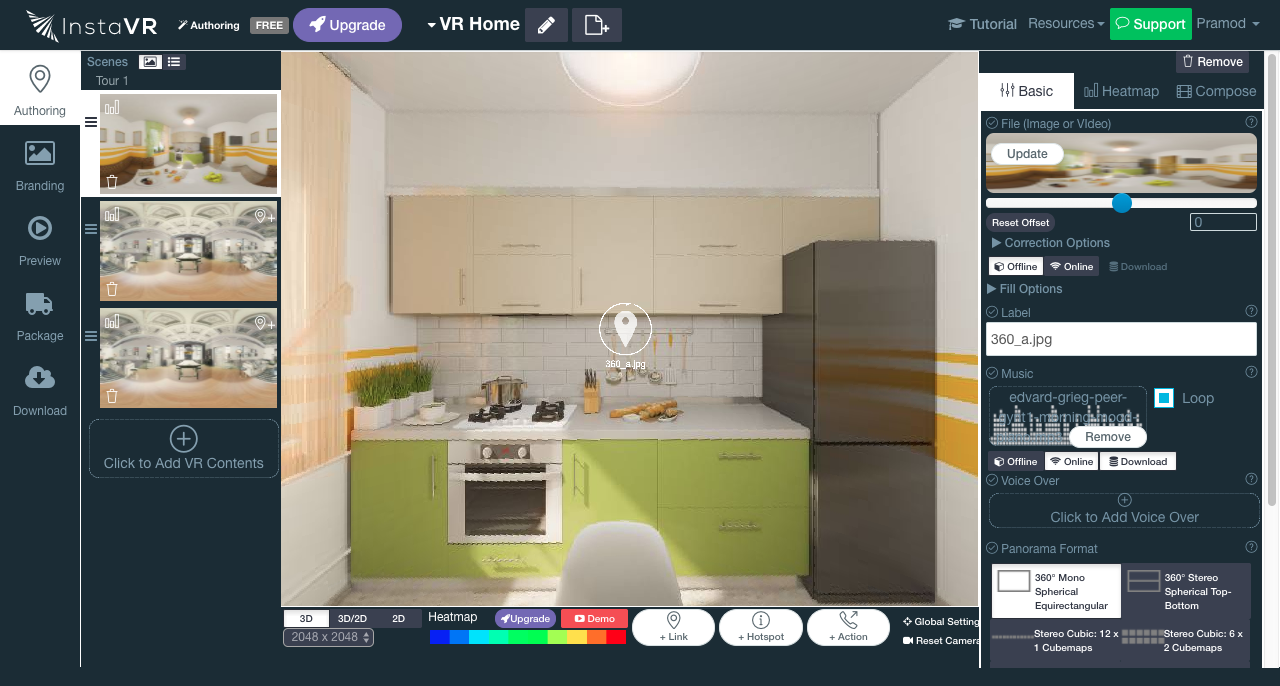 InstaVR
Authoring
FREE
Upgrade
VR Home
Tutorial
Resources
Support
Pramod
Authoring
Branding
Preview
Package
Download
Scenes
Tour 1
Click to Add VR Contents
360_a.jpg
3D
3D/2D
2D
2048 x 2048
Heatmap
Upgrade
Demo
+ Link
+ Hotspot
+ Action
Global Setting
Reset Camera
Remove
Basic
Heatmap
Compose
File (Image or VIdeo)
Update
Reset Offset
0
Correction Options
Offline
Online
Download
Fill Options
Label
360_a.jpg
Music
edvard-grieg-peer-
gynt1-morning-mood-
Loop
Remove
Offline
Online
Download
Voice Over
Click to Add Voice Over
Panorama Format
360° Mono
Spherical
Equirectangular
360° Stereo
Spherical Top-
Bottom
Stereo Cubic: 12 x
1 Cubemaps
Stereo Cubic: 6 x
2 Cubemaps